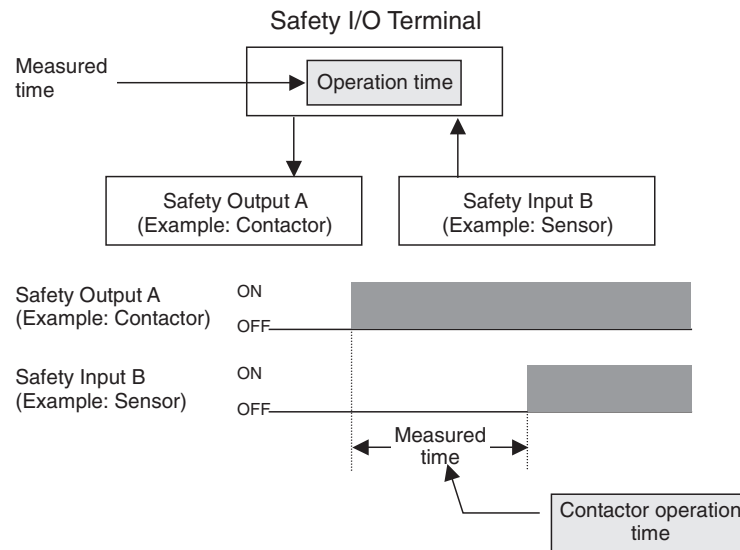 Safety I/O Terminal
Measured
time
Operation time
Safety Output A
(Example: Contactor)
Safety Input B
(Example: Sensor)
Safety Output A
(Example: Contactor)
ON
OFF
Safety Input B
(Example: Sensor)
ON
OFF
Measured
time
Contactor operation
time